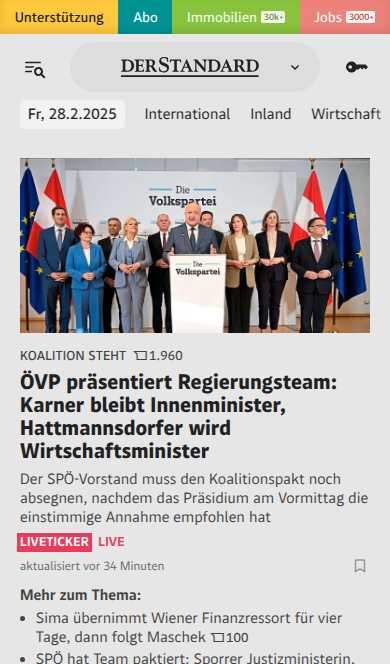 Unterstützung Abo Immobilien 30k+ Jobs 3000+
DERSTANDARD
Fr, 28.2.2025 International Inland Wirtschaft
Die
Volkspartei
Die
Volkspartei
KOALITION STEHT 1.960
ÖVP präsentiert Regierungsteam:
Karner bleibt Innenminister,
Hattmannsdorfer wird
Wirtschaftsminister
Der SPÖ-Vorstand muss den Koalitionspakt noch
absegnen, nachdem das Präsidium am Vormittag die
einstimmige Annahme empfohlen hat
LIVETICKER LIVE
aktualisiert vor 34 Minuten
Mehr zum Thema:
• Sima übernimmt Wiener Finanzressort für vier
Tage, dann folgt Maschek 100
• SPÖ hat Team paktiert: Sporrer Justizministerin,